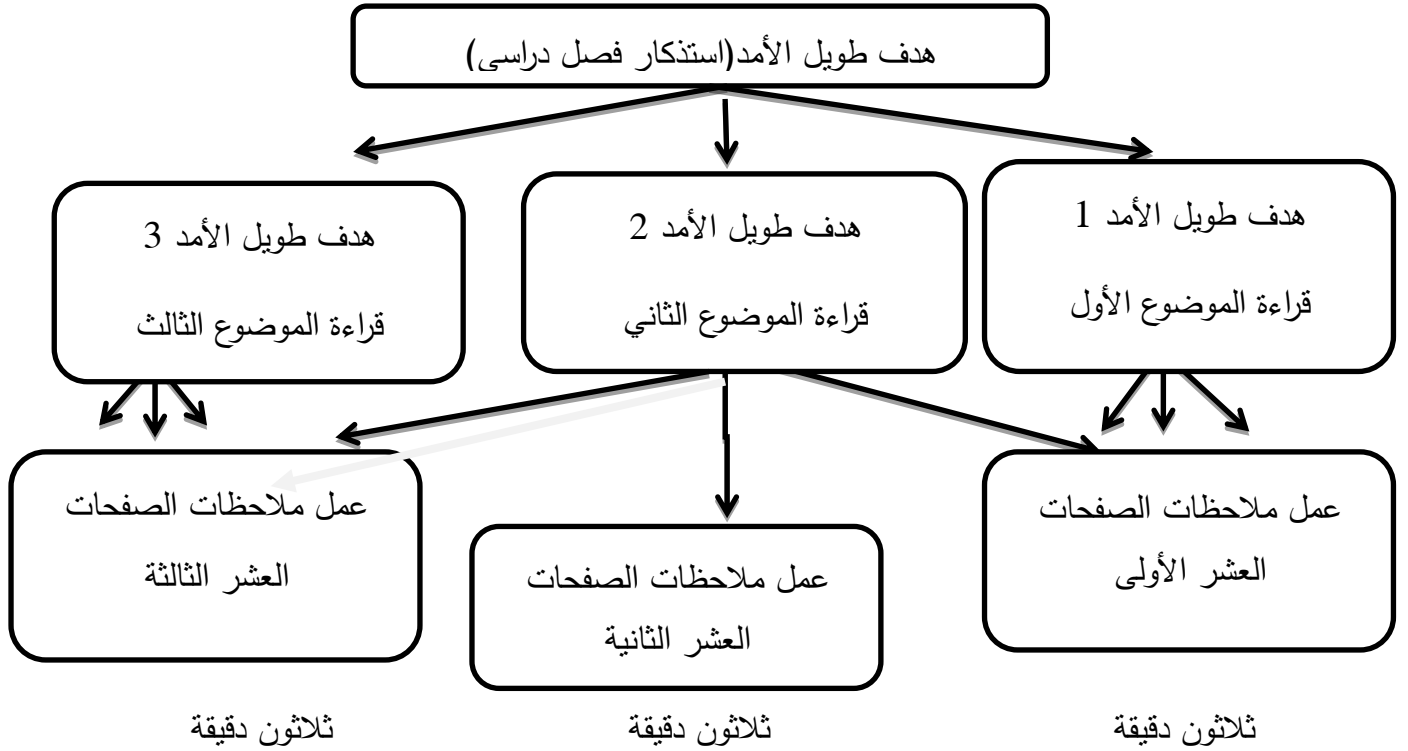 هدف طويل الأمد(استذكار فصل دراسي)
هدف طويل الأمد 1
قراءة الموضوع الأول
هدف طويل الأمد 2
قراءة الموضوع الثاني
هدف طويل الأمد 3
قراءة الموضوع الثالث
عمل ملاحظات الصفحات
العشر الأولى
عمل ملاحظات الصفحات
العشر الثانية
عمل ملاحظات الصفحات
العشر الثالثة
ثلاثون دقيقة
ثلاثون دقيقة
ثلاثون دقيقة